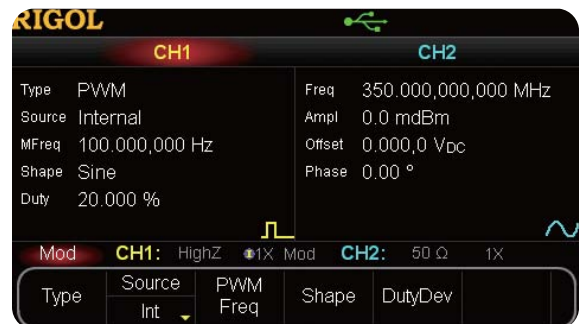 RIGOL
CH1
CH2
Type PWM
Source Internal
MFreq 100.000,000 Hz
Shape Sine
Duty 20.000 %
Freq 350.000,000,000 MHz
Ampl 0.0 mdBm
Offset 0.000,0 VDC
Phase 0.00 °
Mod CH1: HighZ 1X Mod CH2: 50 Ω 1X
Type
Source
Int
PWM
Freq
Shape
DutyDev